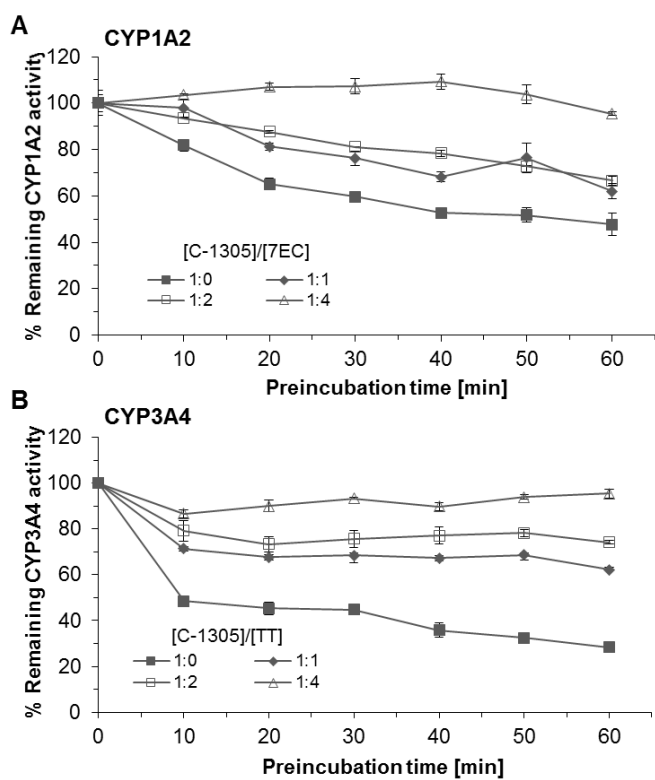 A
CYP1A2
% Remaining CYP1A2 activity
120
100
80
60
40
20
0
[C-1305]/[7EC]
1:0 1:1
1:2 1:4
0 10 20 30 40 50 60
Preincubation time [min]
B
CYP3A4
% Remaining CYP3A4 activity
120
100
80
60
40
20
0
[C-1305]/[TT]
1:0 1:1
1:2 1:4
0 10 20 30 40 50 60
Preincubation time [min]